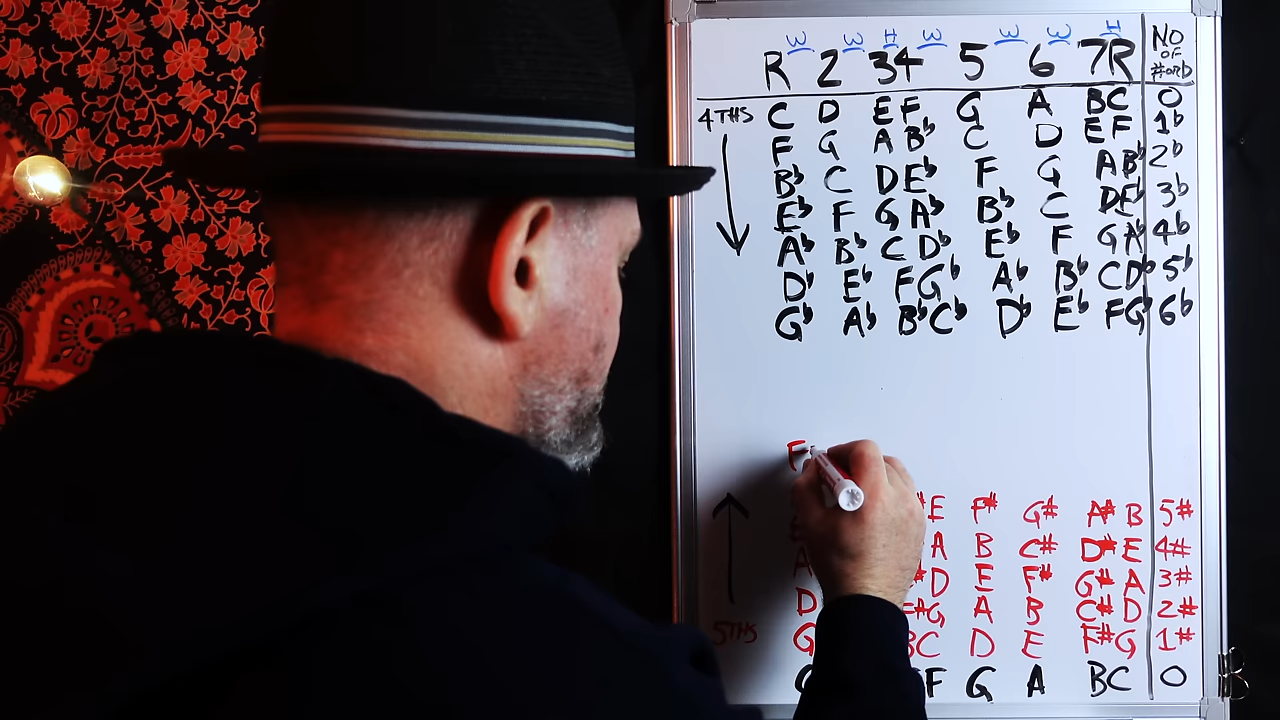 W W H W W W H
R 2 3 4 5 6 7 R NO OF # OR b
4THS C D E F G A B C 0
F G A B♭ C D E F 1♭
B♭ C D E♭ F G A B♭ 2♭
E♭ F G A♭ B♭ C D E♭ 3♭
A♭ B♭ C D♭ E♭ F G A♭ 4♭
D♭ E♭ F G♭ A♭ B♭ C D♭ 5♭
G♭ A♭ B♭ C♭ D♭ E♭ F G♭ 6♭
F
# E F# G# A# B 5#
A B C# D# E 4#
A # D E F# G# A 3#
D F# G A B C# D 2#
5THS G B C D E F# G 1#
C F G A B C 0